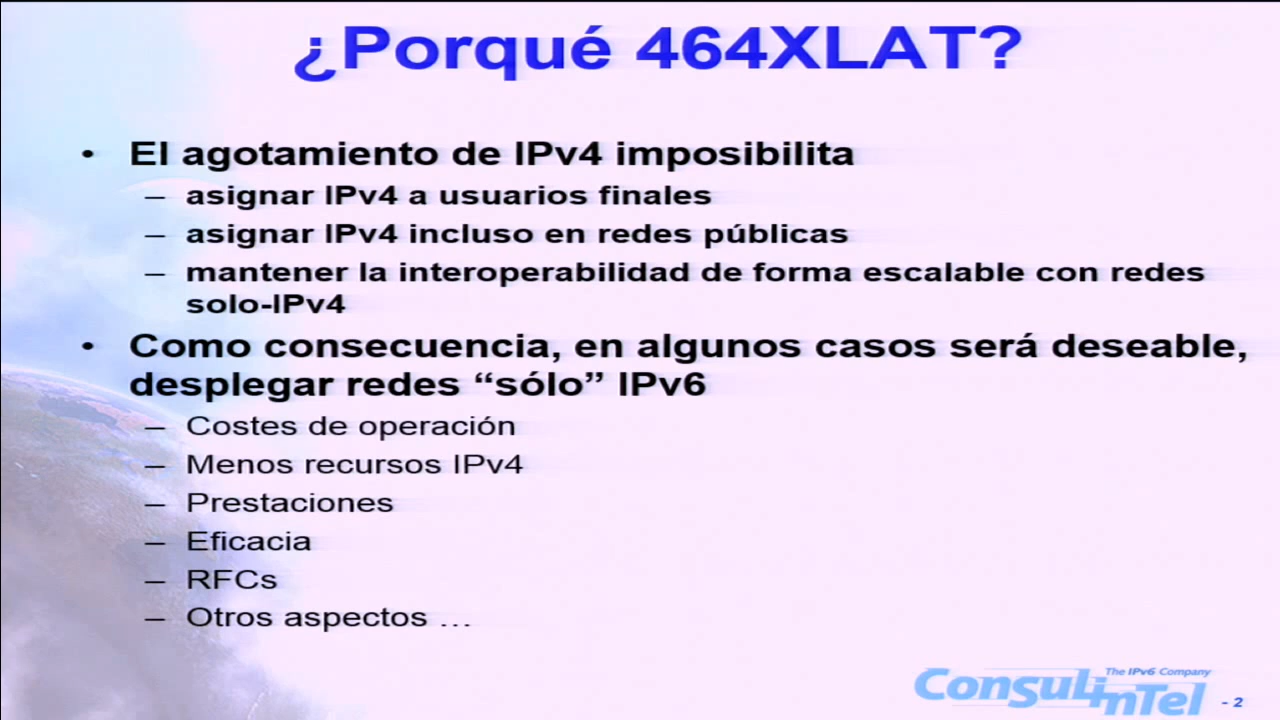 ¿Porqué 464XLAT?
• El agotamiento de IPv4 imposibilita
– asignar IPv4 a usuarios finales
– asignar IPv4 incluso en redes públicas
– mantener la interoperabilidad de forma escalable con redes
solo-IPv4
• Como consecuencia, en algunos casos será deseable,
desplegar redes “sólo” IPv6
– Costes de operación
– Menos recursos IPv4
– Prestaciones
– Eficacia
– RFCs
– Otros aspectos ...
The IPv6 Company
ConsulintTel
- 2